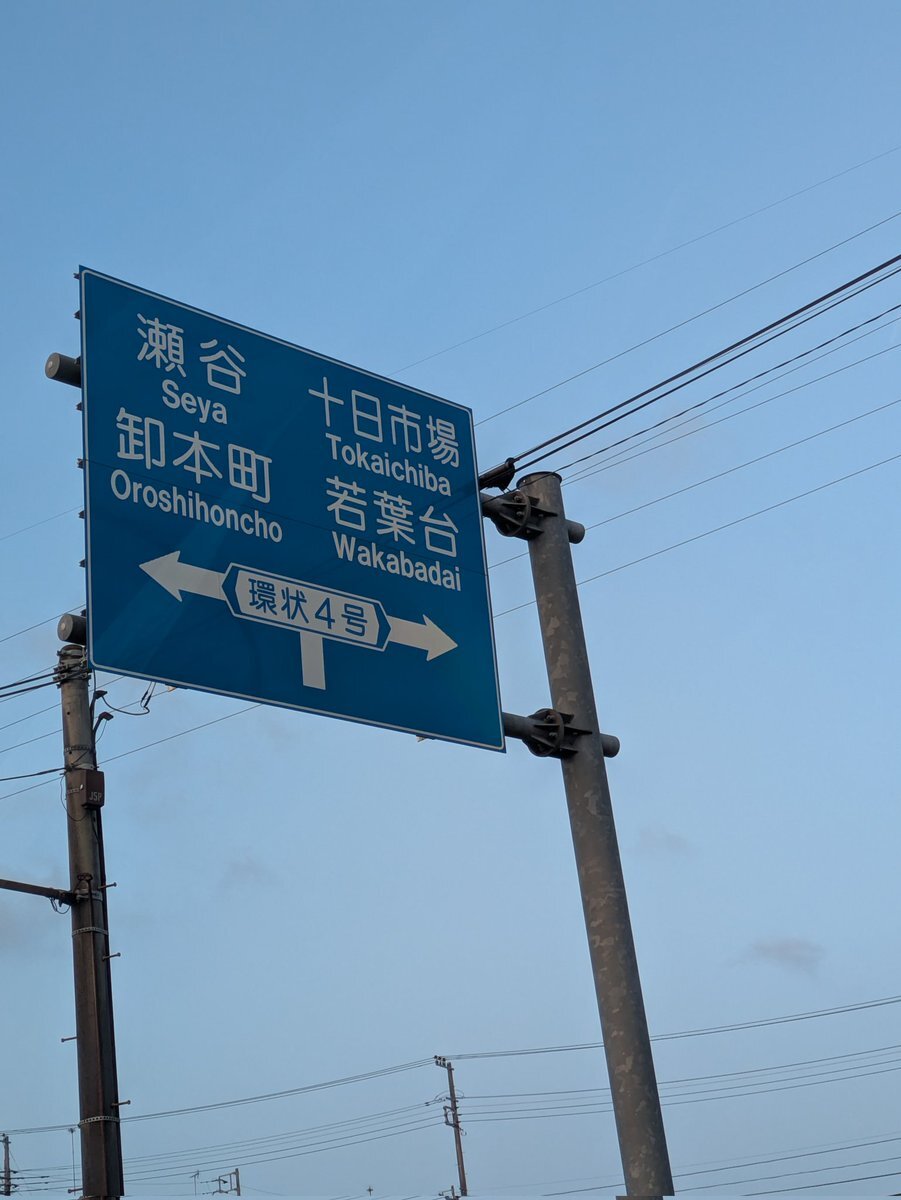 瀬谷
Seya
卸本町
Oroshihoncho
十日市場
Tokaichiba
若葉台
Wakabadai
環状4号
JSP